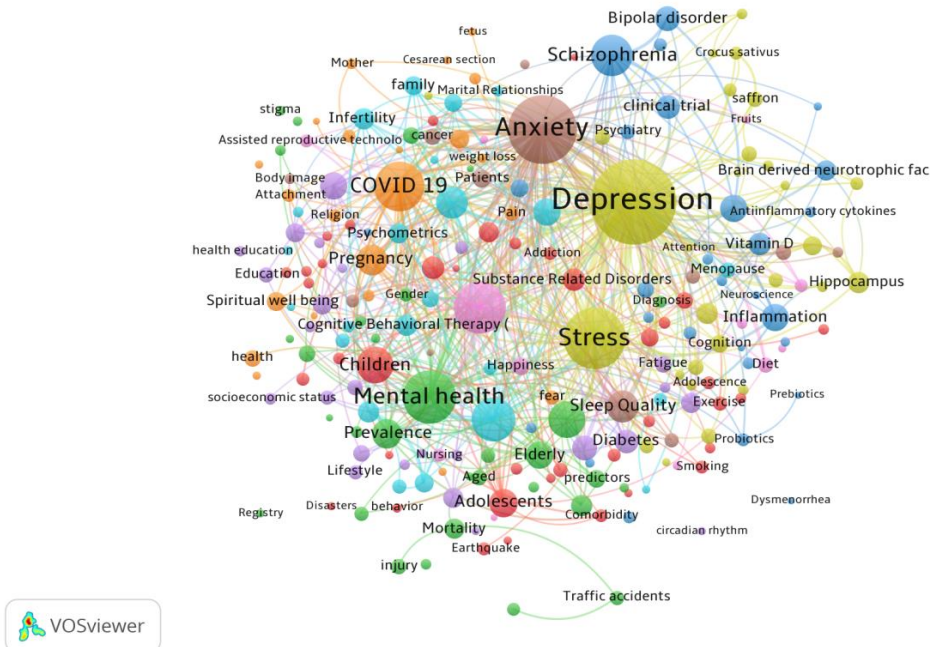 Bipolar disorder
fetus
Schizophrenia
Crocus sativus
Mother
Cesarean section
family
Marital Relationships
saffron
stigma
clinical trial
Infertility
Anxiety
Fruits
Assisted reproductive technolo
cancer
Psychiatry
weight loss
Body image
COVID 19
Patients
Brain derived neurotrophic fac
Attachment
Depression
Religion
Pain
Antiinflammatory cytokines
Psychometrics
health education
Pregnancy
Addiction
Attention
Vitamin D
Education
Substance Related Disorders
Menopause
Hippocampus
Spiritual well being
Gender
Diagnosis
Neuroscience
Cognitive Behavioral Therapy (
Inflammation
Stress
Cognition
health
Children
Happiness
Fatigue
Diet
Adolescence
socioeconomic status
Mental health
fear
Sleep Quality
Exercise
Prebiotics
Prevalence
Diabetes
Probiotics
Nursing
Elderly
Lifestyle
Aged
predictors
Smoking
Disasters
behavior
Adolescents
Dysmenorrhea
Registry
Comorbidity
Mortality
circadian rhythm
Earthquake
injury
Traffic accidents
VOSviewer